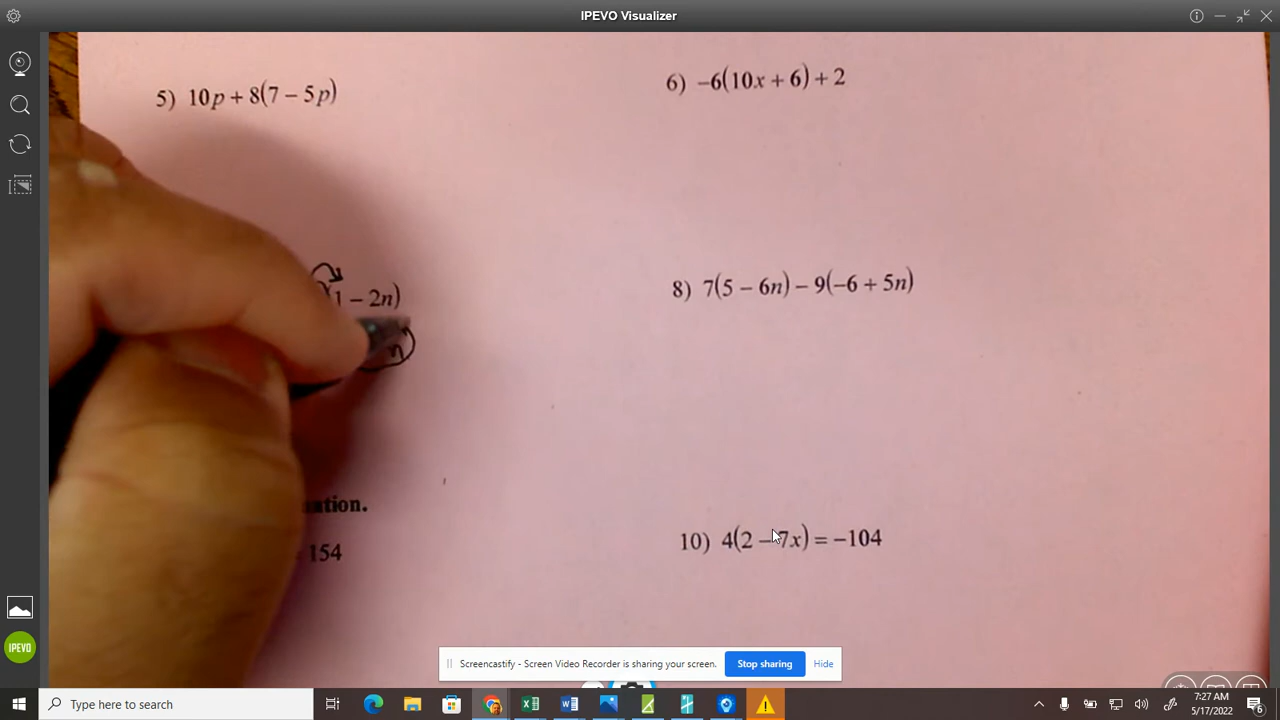 IPEVO Visualizer
5) 10p + 8(7 − 5p)
6) −6(10x + 6) + 2
(1 − 2n)
n
8) 7(5 − 6n) − 9(−6 + 5n)
= 154
10) 4(2 − 7x) = −104
Screencastify - Screen Video Recorder is sharing your screen.
Stop sharing
Hide
IPEVO
Type here to search
7:27 AM
5/17/2022
6